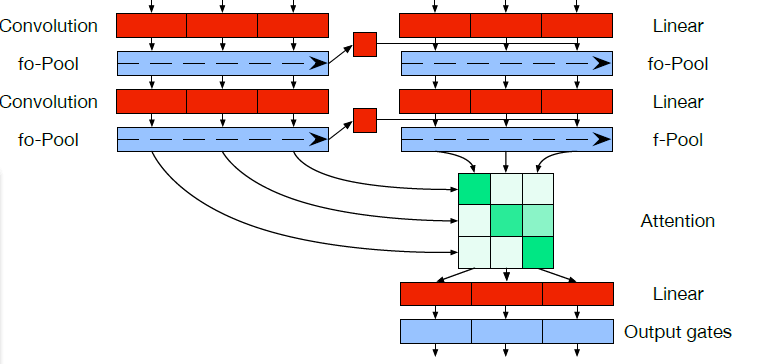 Convolution
Linear
fo-Pool
fo-Pool
Convolution
Linear
fo-Pool
f-Pool
Attention
Linear
Output gates